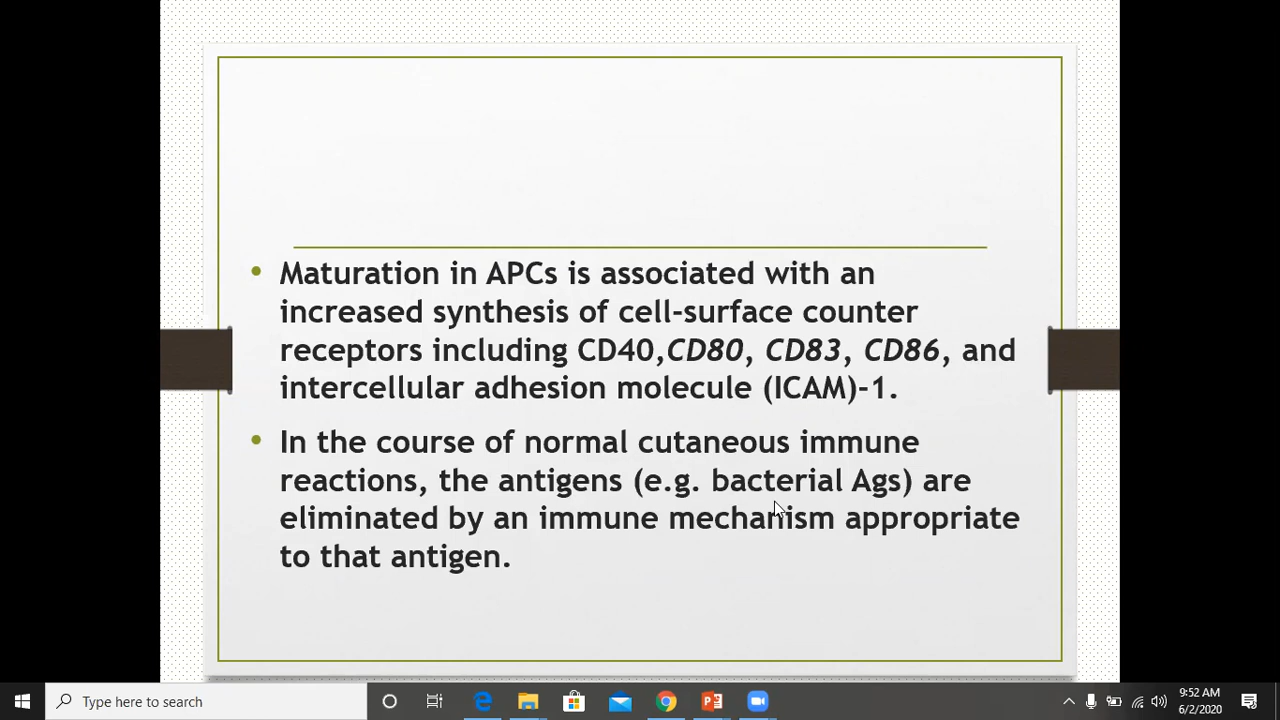 • Maturation in APCs is associated with an
increased synthesis of cell-surface counter
receptors including CD40,CD80, CD83, CD86, and
intercellular adhesion molecule (ICAM)-1.
• In the course of normal cutaneous immune
reactions, the antigens (e.g. bacterial Ags) are
eliminated by an immune mechanism appropriate
to that antigen.
Type here to search
9:52 AM
6/2/2020